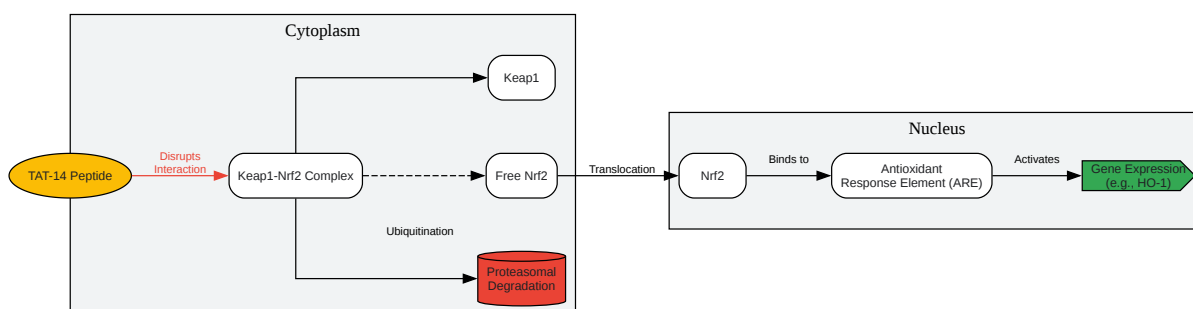 Cytoplasm
Keap1
TAT-14 Peptide
Disrupts
Interaction
Keap1-Nrf2 Complex
Free Nrf2
Ubiquitination
Proteasomal
Degradation
Translocation
Nucleus
Nrf2
Binds to
Antioxidant
Response Element (ARE)
Activates
Gene Expression
(e.g., HO-1)